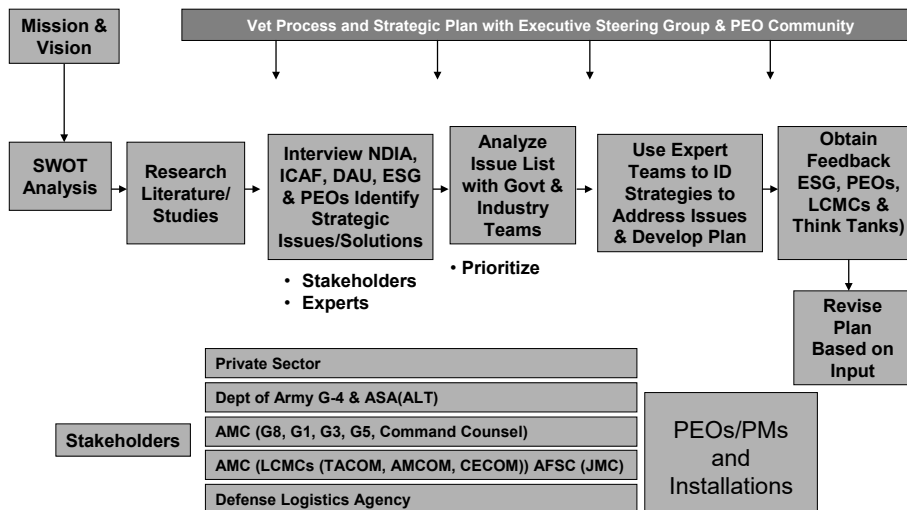 Mission &
Vision
Vet Process and Strategic Plan with Executive Steering Group & PEO Community
SWOT
Analysis
Research
Literature/
Studies
Interview NDIA,
ICAF, DAU, ESG
& PEOs Identify
Strategic
Issues/Solutions
Analyze
Issue List
with Govt &
Industry
Teams
Use Expert
Teams to ID
Strategies to
Address Issues
& Develop Plan
Obtain
Feedback
ESG, PEOs,
LCMCs &
Think Tanks)
• Stakeholders
• Experts
• Prioritize
Revise
Plan
Based on
Input
Stakeholders
Private Sector
Dept of Army G-4 & ASA(ALT)
AMC (G8, G1, G3, G5, Command Counsel)
AMC (LCMCs (TACOM, AMCOM, CECOM)) AFSC (JMC)
Defense Logistics Agency
PEOs/PMs
and
Installations